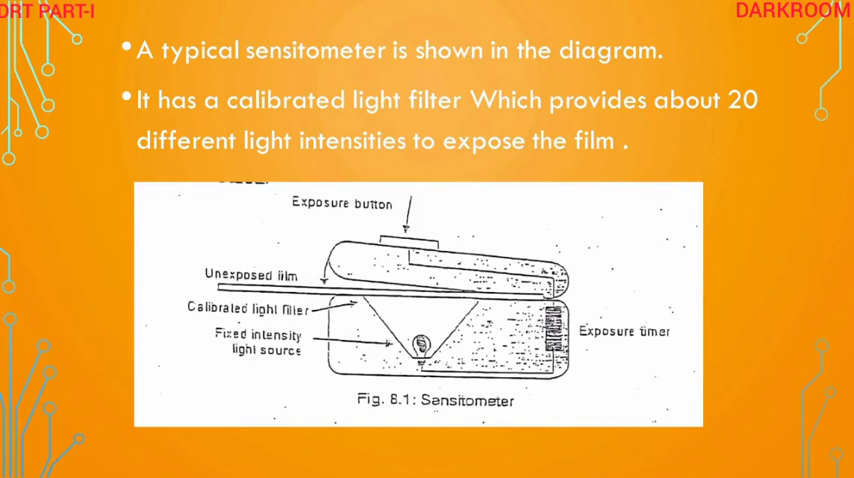 DRT PART-I
DARKROOM
• A typical sensitometer is shown in the diagram.
• It has a calibrated light filter Which provides about 20
different light intensities to expose the film .
Exposure button
Unexposed film
Calibrated light filter
Fixed intensity
light source
Exposure timer
Fig. 8.1: Sensitometer